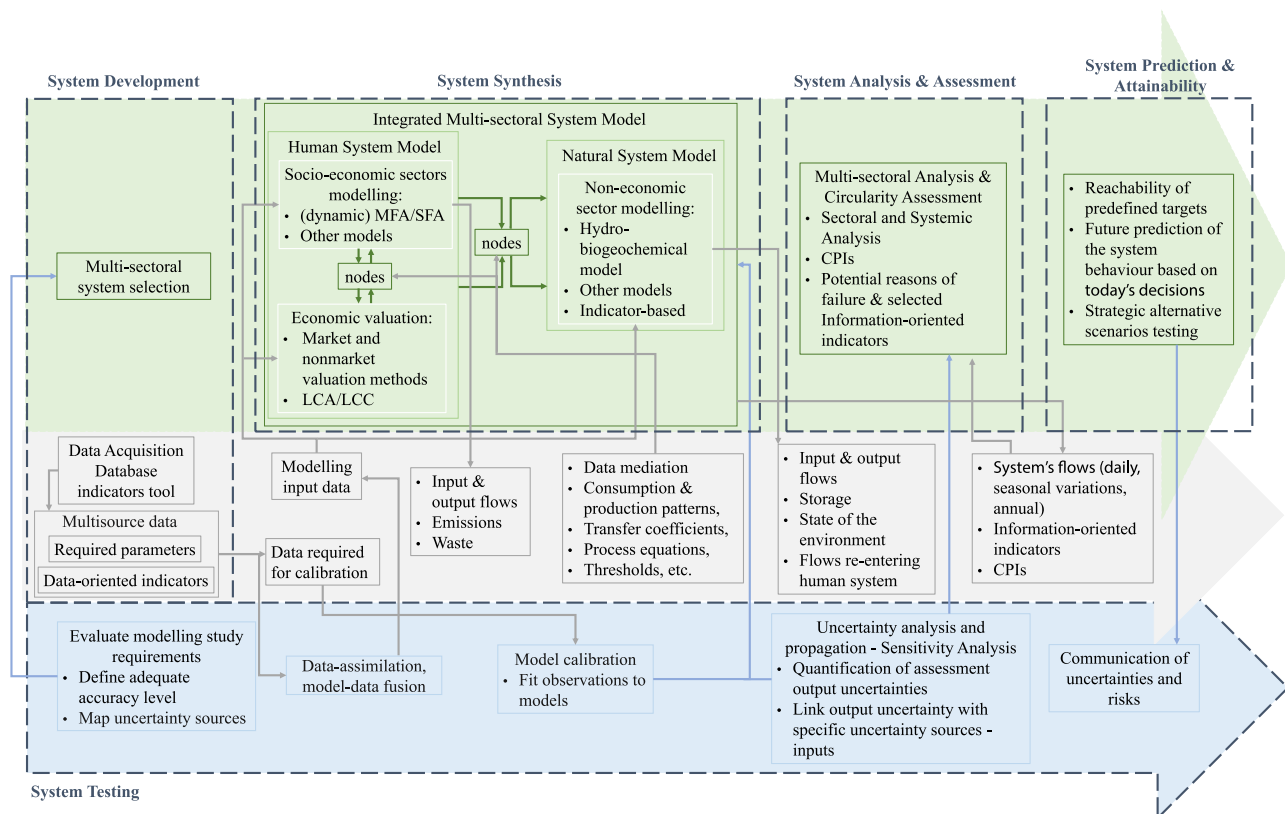 System Development
System Synthesis
System Analysis & Assessment
System Prediction &
Attainability
Integrated Multi-sectoral System Model
Human System Model
Socio-economic sectors
modelling:
• (dynamic) MFA/SFA
• Other models
nodes
Economic valuation:
• Market and
nonmarket
valuation methods
• LCA/LCC
nodes
Natural System Model
Non-economic
sector modelling:
• Hydro-
biogeochemical
model
• Other models
• Indicator-based
Multi-sectoral
system selection
Multi-sectoral Analysis &
Circularity Assessment
• Sectoral and Systemic
Analysis
• CPIs
• Potential reasons of
failure & selected
Information-oriented
indicators
• Reachability of
predefined targets
• Future prediction of
the system
behaviour based on
today's decisions
• Strategic alternative
scenarios testing
Data Acquisition
Database
indicators tool
Multisource data
Required parameters
Data-oriented indicators
Modelling
input data
Data required
for calibration
• Input &
output flows
• Emissions
• Waste
• Data mediation
• Consumption &
production patterns,
• Transfer coefficients,
• Process equations,
• Thresholds, etc.
• Input & output
flows
• Storage
• State of the
environment
• Flows re-entering
human system
• System's flows (daily,
seasonal variations,
annual)
• Information-oriented
indicators
• CPIs
Evaluate modelling study
requirements
• Define adequate
accuracy level
• Map uncertainty sources
Data-assimilation,
model-data fusion
Model calibration
• Fit observations to
models
Uncertainty analysis and
propagation - Sensitivity Analysis
• Quantification of assessment
output uncertainties
• Link output uncertainty with
specific uncertainty sources -
inputs
Communication of
uncertainties and
risks
System Testing